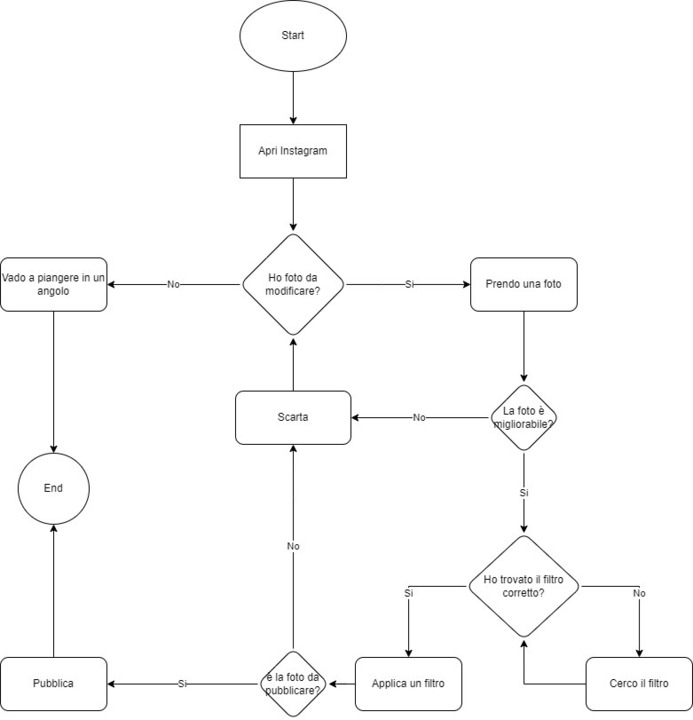 Start
Apri Instagram
Ho foto da
modificare?
No
Si
Vado a piangere in un
angolo
Prendo una foto
Scarta
No
La foto è
migliorabile?
End
Si
No
Ho trovato il filtro
corretto?
Si
No
è la foto da
pubblicare?
Si
Pubblica
Applica un filtro
Cerco il filtro